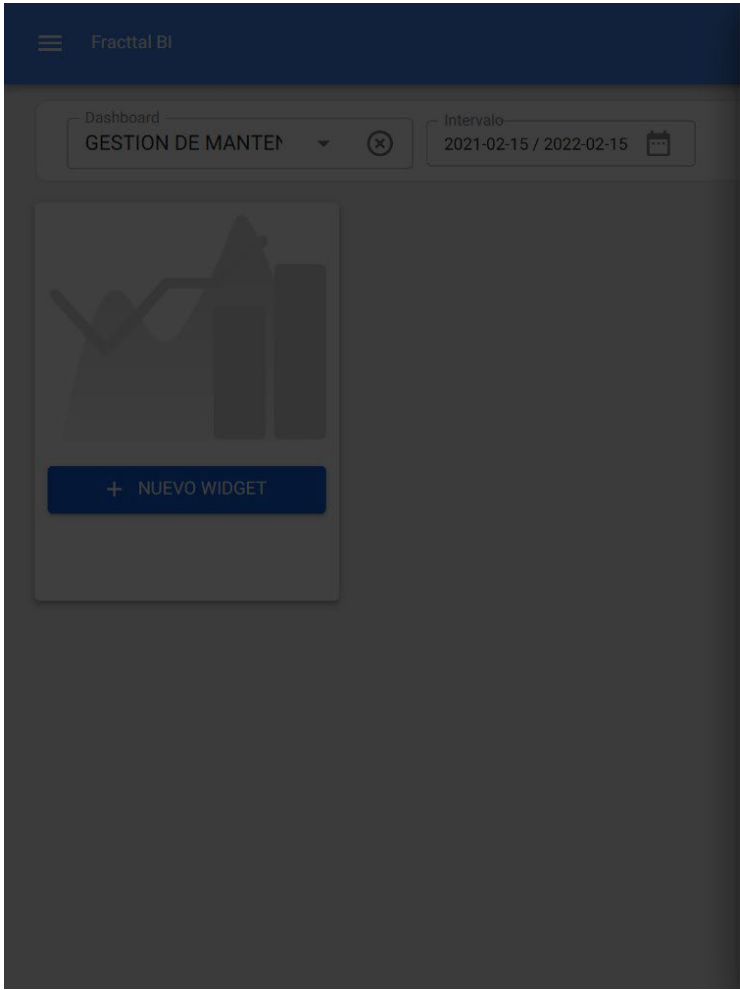 Fracttal BI
Dashboard
GESTION DE MANTEN
Intervalo
2021-02-15 / 2022-02-15
+ NUEVO WIDGET